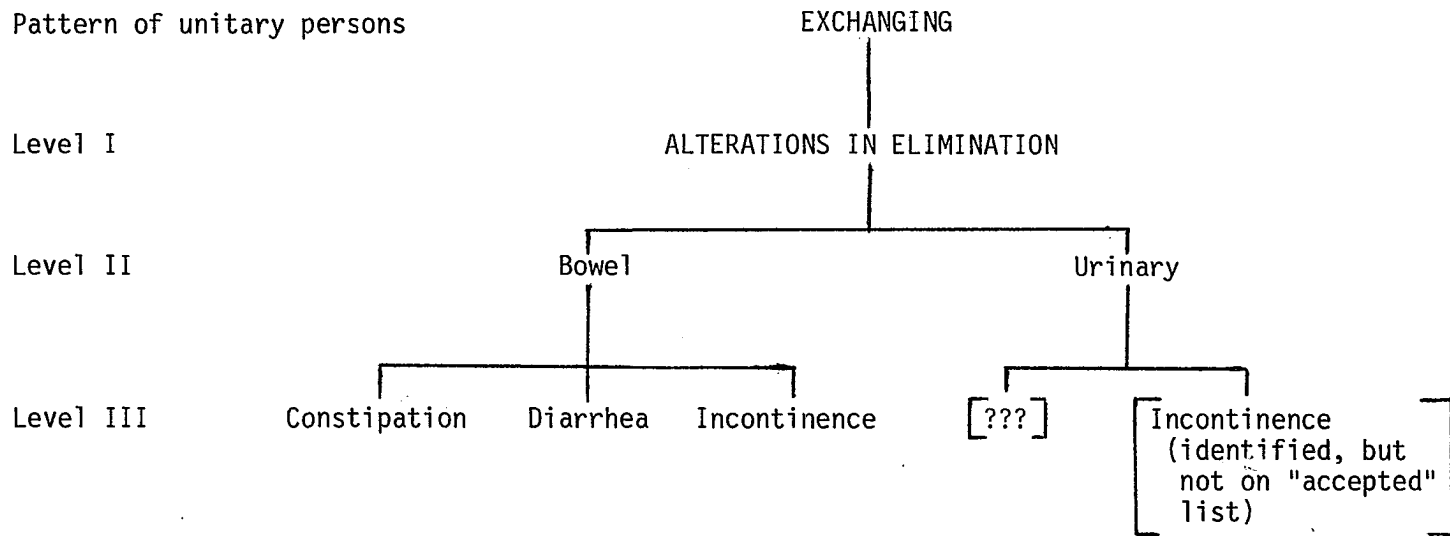 Pattern of unitary persons EXCHANGING
Level I ALTERATIONS IN ELIMINATION
Level II Bowel Urinary
Level III Constipation Diarrhea Incontinence [???] [Incontinence
(identified, but
not on "accepted"
list)]